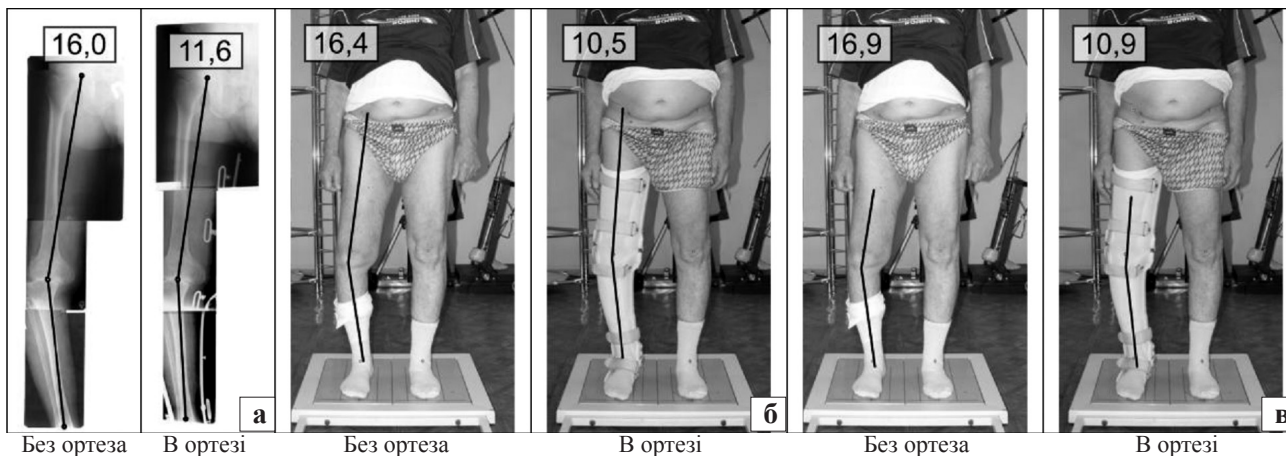 16,0
11,6
16,4
10,5
16,9
10,9
а
б
в
Без ортеза
В ортезі
Без ортеза
В ортезі
Без ортеза
В ортезі